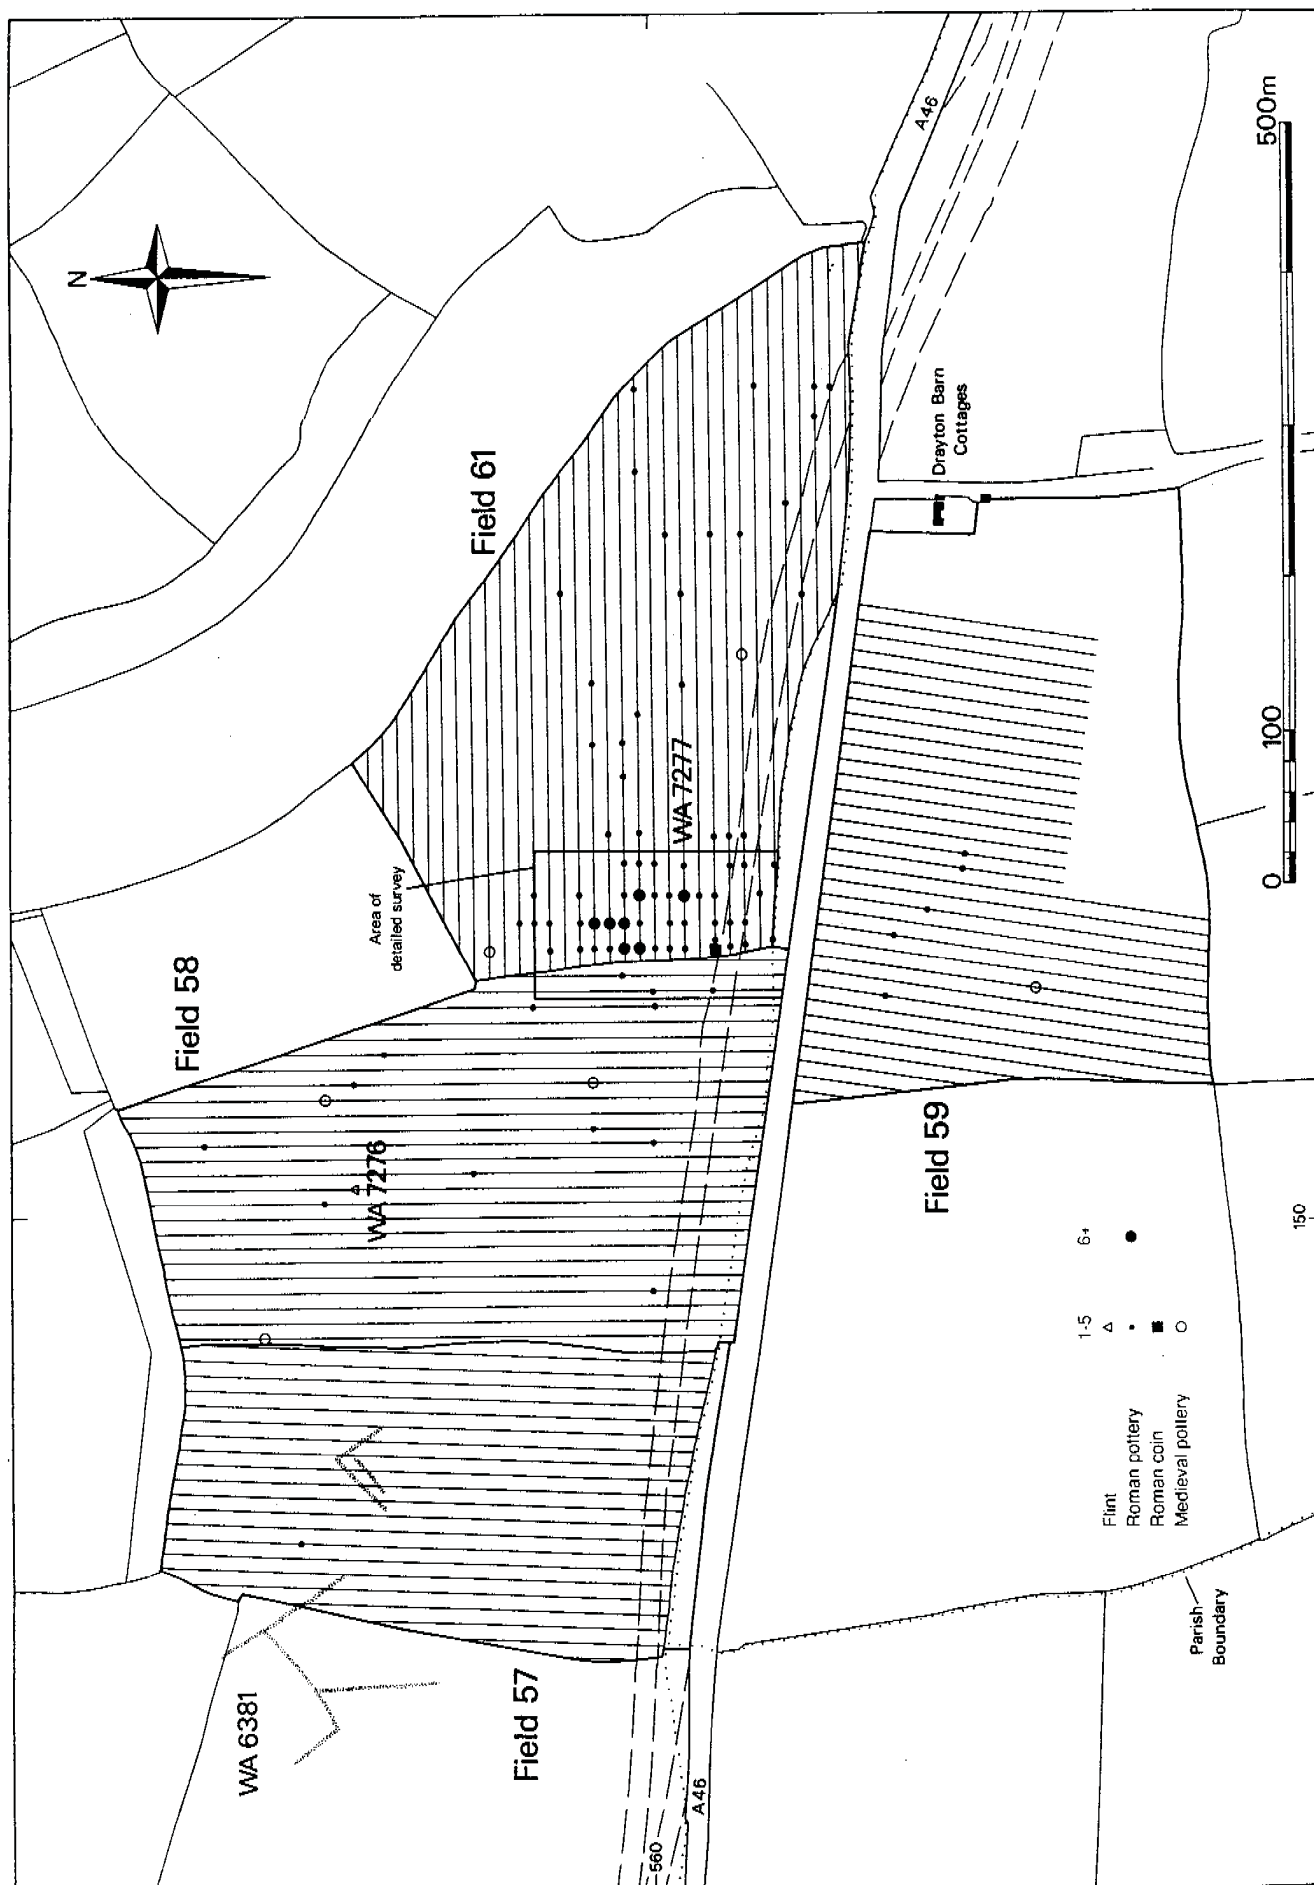 N
A46
500m
Field 61
Drayton Barn
Cottages
WA 7277
100
0
Area of
detailed survey
Field 58
WA 7276
Field 59
150
1-5
6+
Flint
Roman pottery
Roman coin
Medieval pottery
Parish
Boundary
WA 6381
Field 57
A46
560